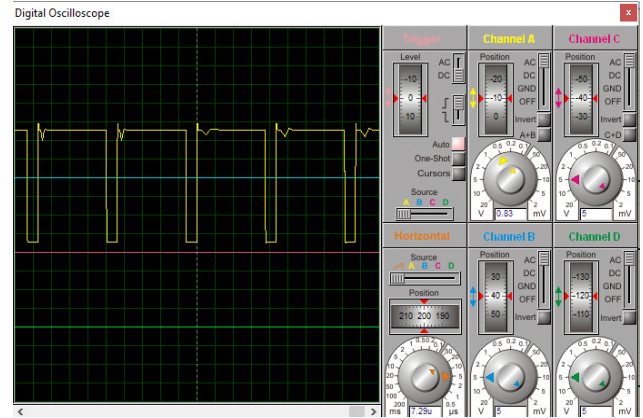 Digital Oscilloscope
x
Trigger
Level
AC
DC
-10
0
10
Auto
One-Shot
Cursors
Source
A B C D
Channel A
Position
AC
DC
GND
OFF
-20
-10
0
Invert
A+B
V 0.83 mV
Channel C
Position
AC
DC
GND
OFF
-50
-40
-30
Invert
C+D
V 5 mV
Horizontal
Source
A B C D
Position
210 200 190
ms 7.29u µs
Channel B
Position
AC
DC
GND
OFF
30
40
50
Invert
V 5 mV
Channel D
Position
AC
DC
GND
OFF
-130
-120
-110
Invert
V 5 mV